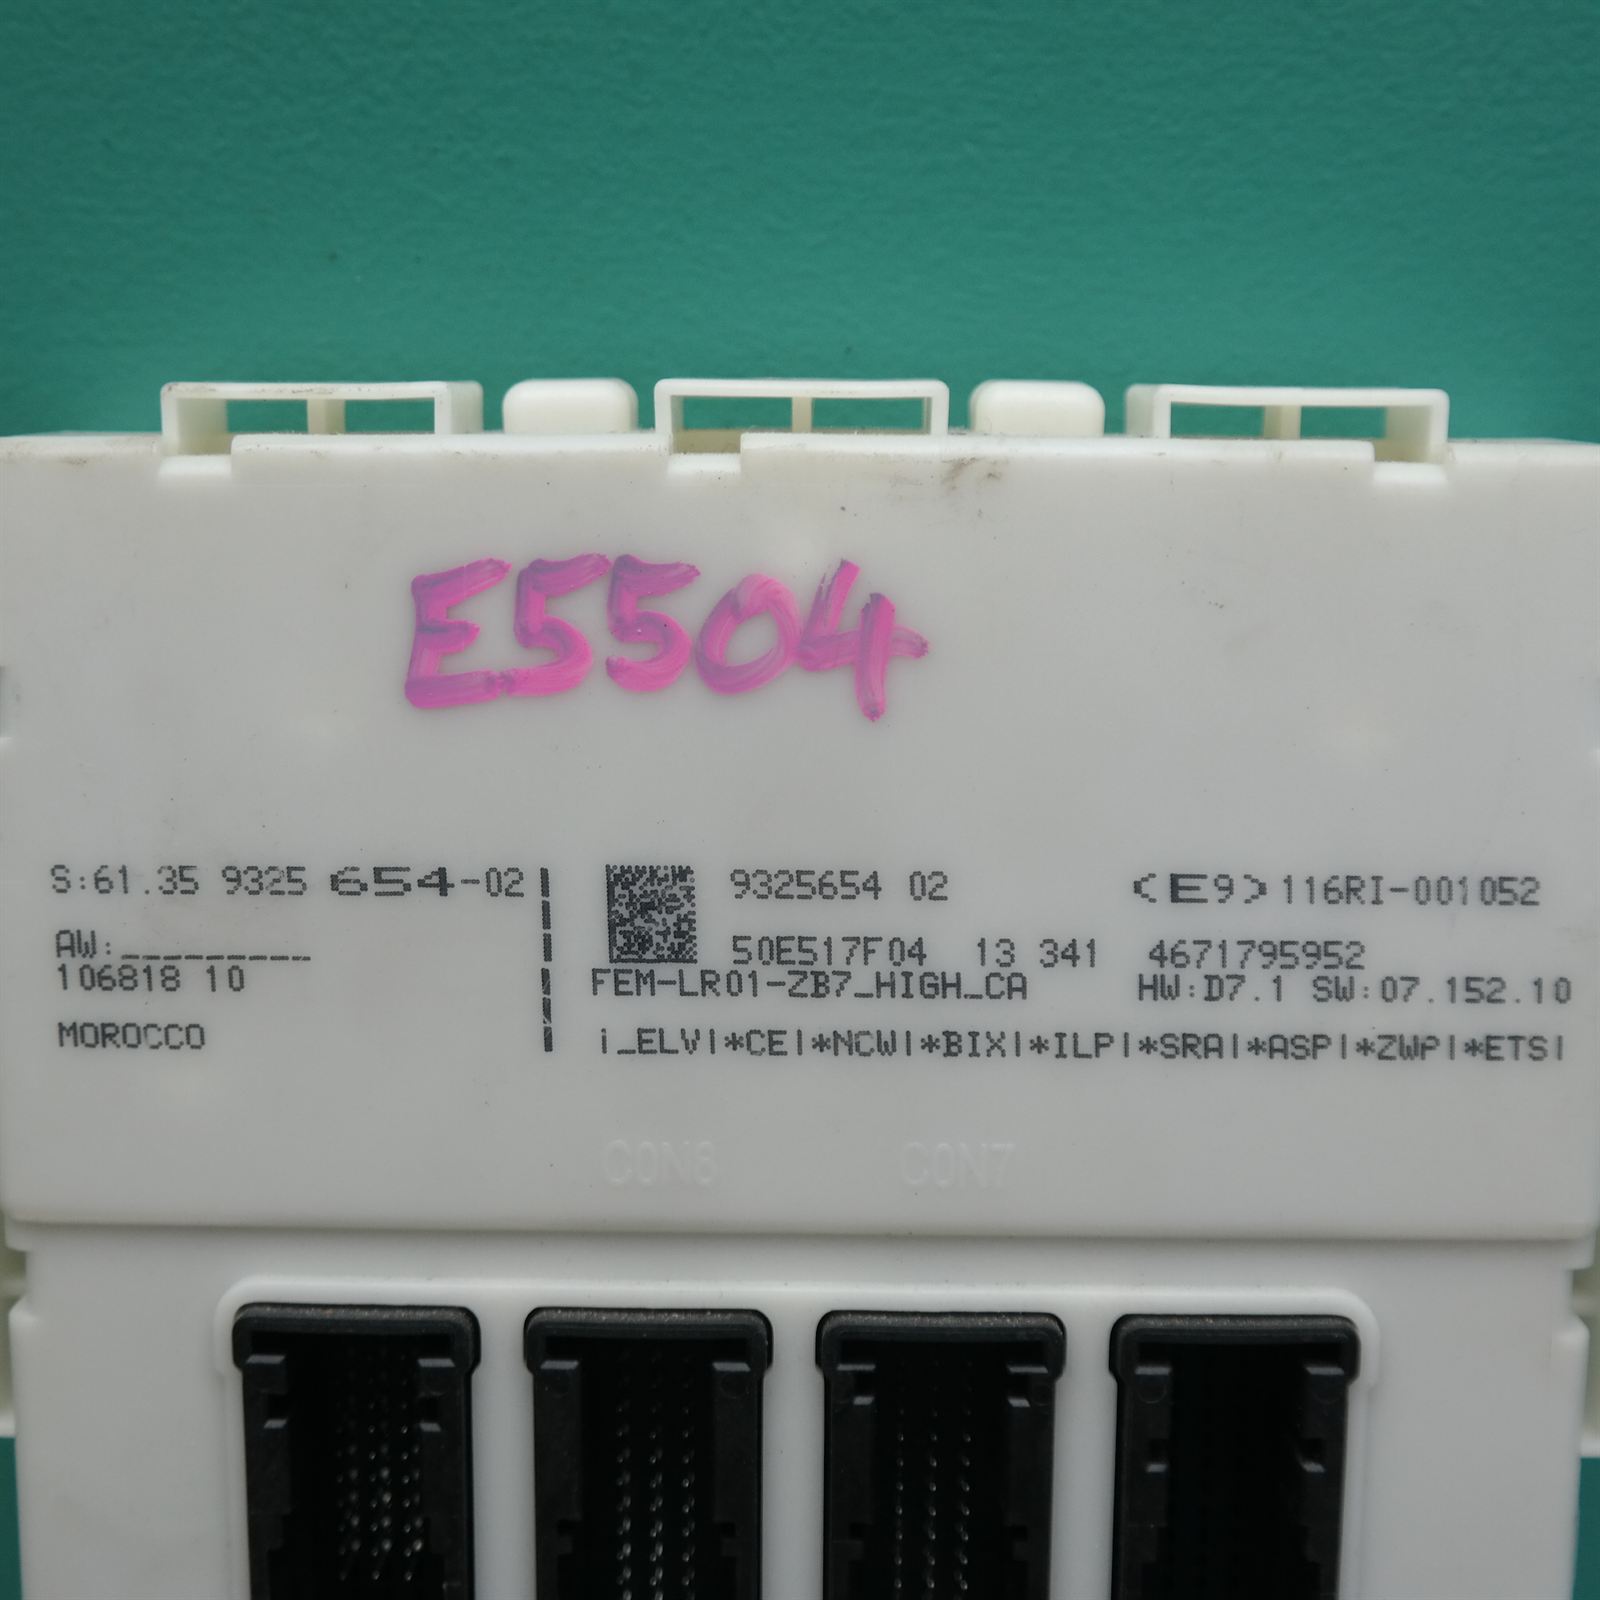 E5504
S:61.35 9325 654-02
AW:_________
106818 10
MOROCCO
9325654 02
<E9>116RI-001052
50E517F04 13 341 4671795952
FEM-LR01-ZB7_HIGH_CA HW:D7.1 SW:07.152.10
i_ELV|*CE|*NCW|*BIX|*ILP|*SRA|*ASP|*ZWP|*ETS|
CON6 CON7